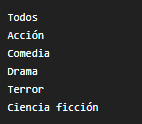 Todos
Acción
Comedia
Drama
Terror
Ciencia ficción